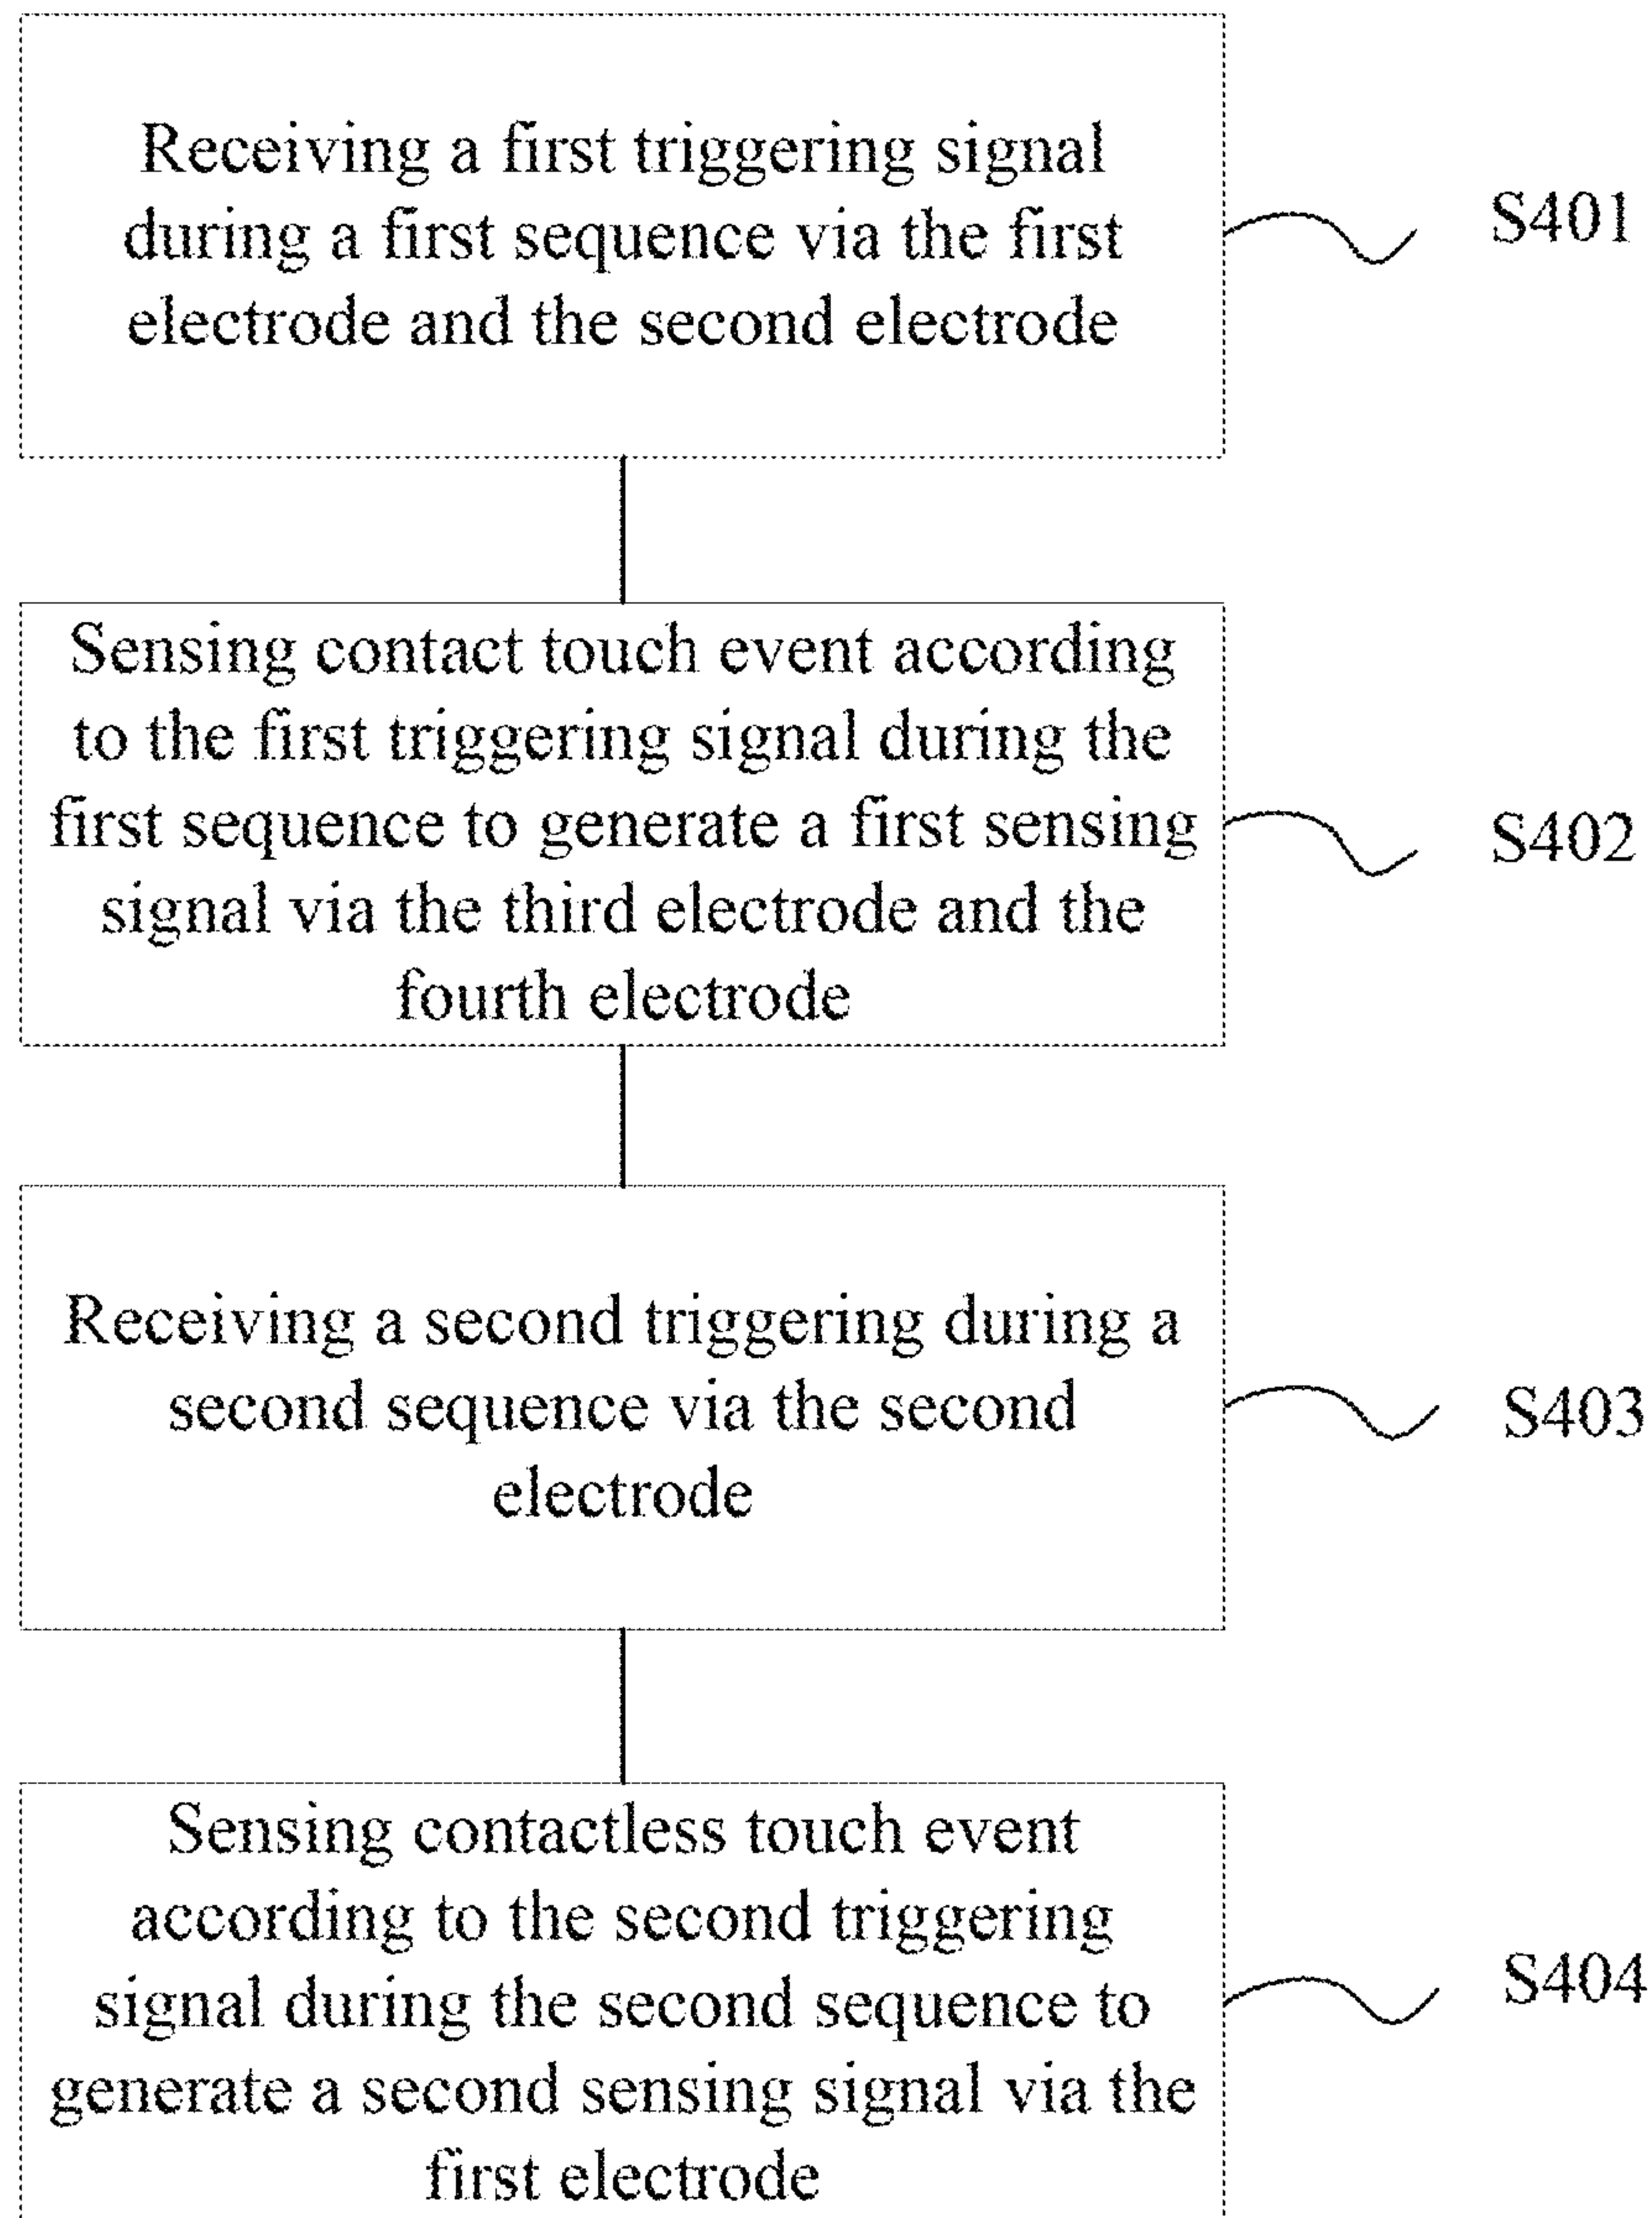 Receiving a first triggering signal
during a first sequence via the first
electrode and the second electrode
S401
Sensing contact touch event according
to the first triggering signal during the
first sequence to generate a first sensing
signal via the third electrode and the
fourth electrode
S402
Receiving a second triggering during a
second sequence via the second
electrode
S403
Sensing contactless touch event
according to the second triggering
signal during the second sequence to
generate a second sensing signal via the
first electrode
S404